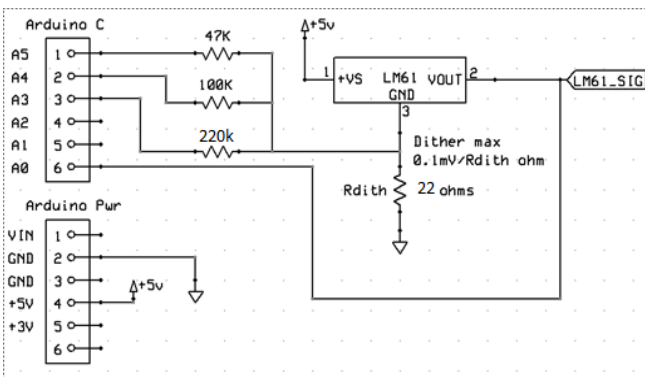 Arduino C
A5 1
A4 2
A3 3
A2 4
A1 5
A0 6
47K
100K
220k
+5v
1 +VS LM61 VOUT 2
GND
3
LM61_SIG
Dither max
0.1mV/Rdith ohm
Rdith 22 ohms
Arduino Pwr
VIN 1
GND 2
GND 3
+5V 4
+3V 5
6
+5v